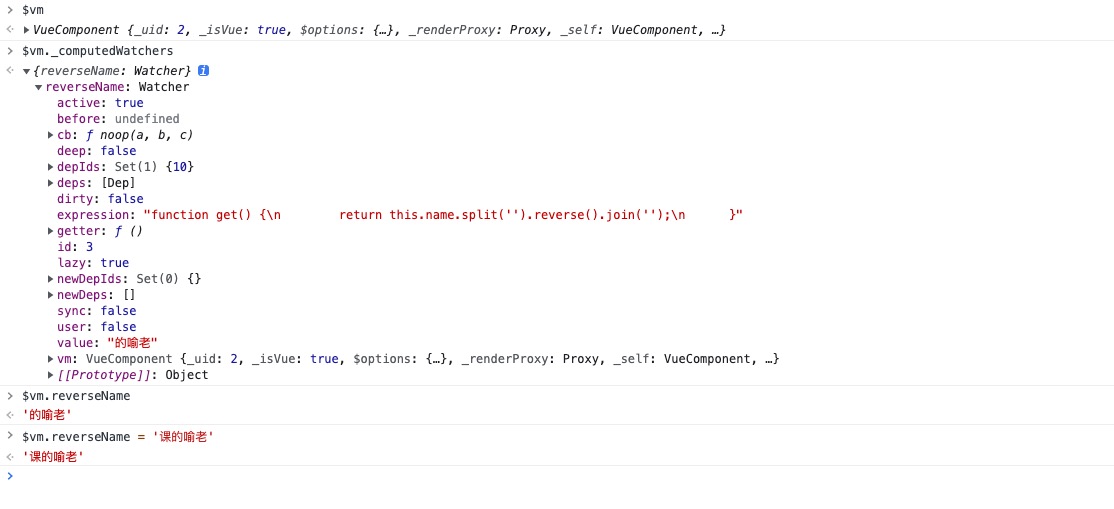 $vm
VueComponent {_uid: 2, _isVue: true, $options: {…}, _renderProxy: Proxy, _self: VueComponent, …}
$vm._computedWatchers
{reverseName: Watcher} i
reverseName: Watcher
active: true
before: undefined
cb: ƒ noop(a, b, c)
deep: false
depIds: Set(1) {10}
deps: [Dep]
dirty: false
expression: "function get() {\n        return this.name.split('').reverse().join('');\n      }"
getter: ƒ ()
id: 3
lazy: true
newDepIds: Set(0) {}
newDeps: []
sync: false
user: false
value: "的喻老"
vm: VueComponent {_uid: 2, _isVue: true, $options: {…}, _renderProxy: Proxy, _self: VueComponent, …}
[[Prototype]]: Object
$vm.reverseName
'的喻老'
$vm.reverseName = '课的喻老'
'课的喻老'